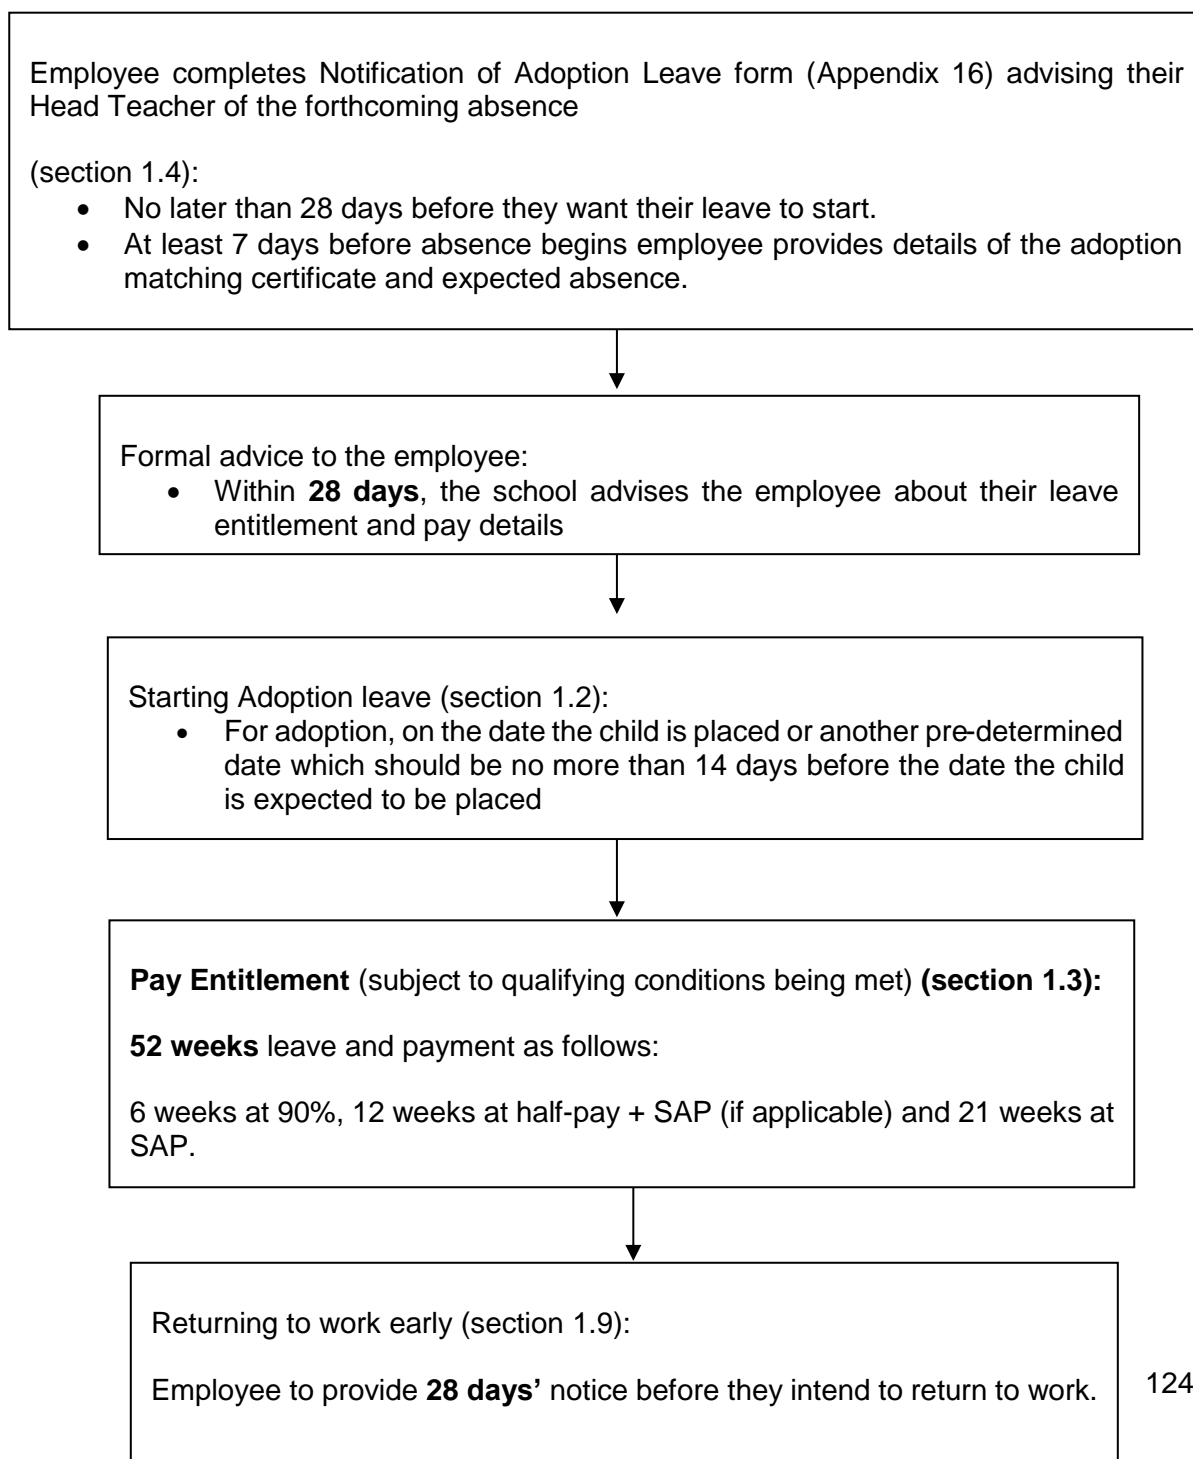 Employee completes Notification of Adoption Leave form (Appendix 16) advising their
Head Teacher of the forthcoming absence
(section 1.4):
• No later than 28 days before they want their leave to start.
• At least 7 days before absence begins employee provides details of the adoption
matching certificate and expected absence.
Formal advice to the employee:
• Within 28 days, the school advises the employee about their leave
entitlement and pay details
Starting Adoption leave (section 1.2):
• For adoption, on the date the child is placed or another pre-determined
date which should be no more than 14 days before the date the child
is expected to be placed
Pay Entitlement (subject to qualifying conditions being met) (section 1.3):
52 weeks leave and payment as follows:
6 weeks at 90%, 12 weeks at half-pay + SAP (if applicable) and 21 weeks at
SAP.
Returning to work early (section 1.9):
Employee to provide 28 days’ notice before they intend to return to work.
124